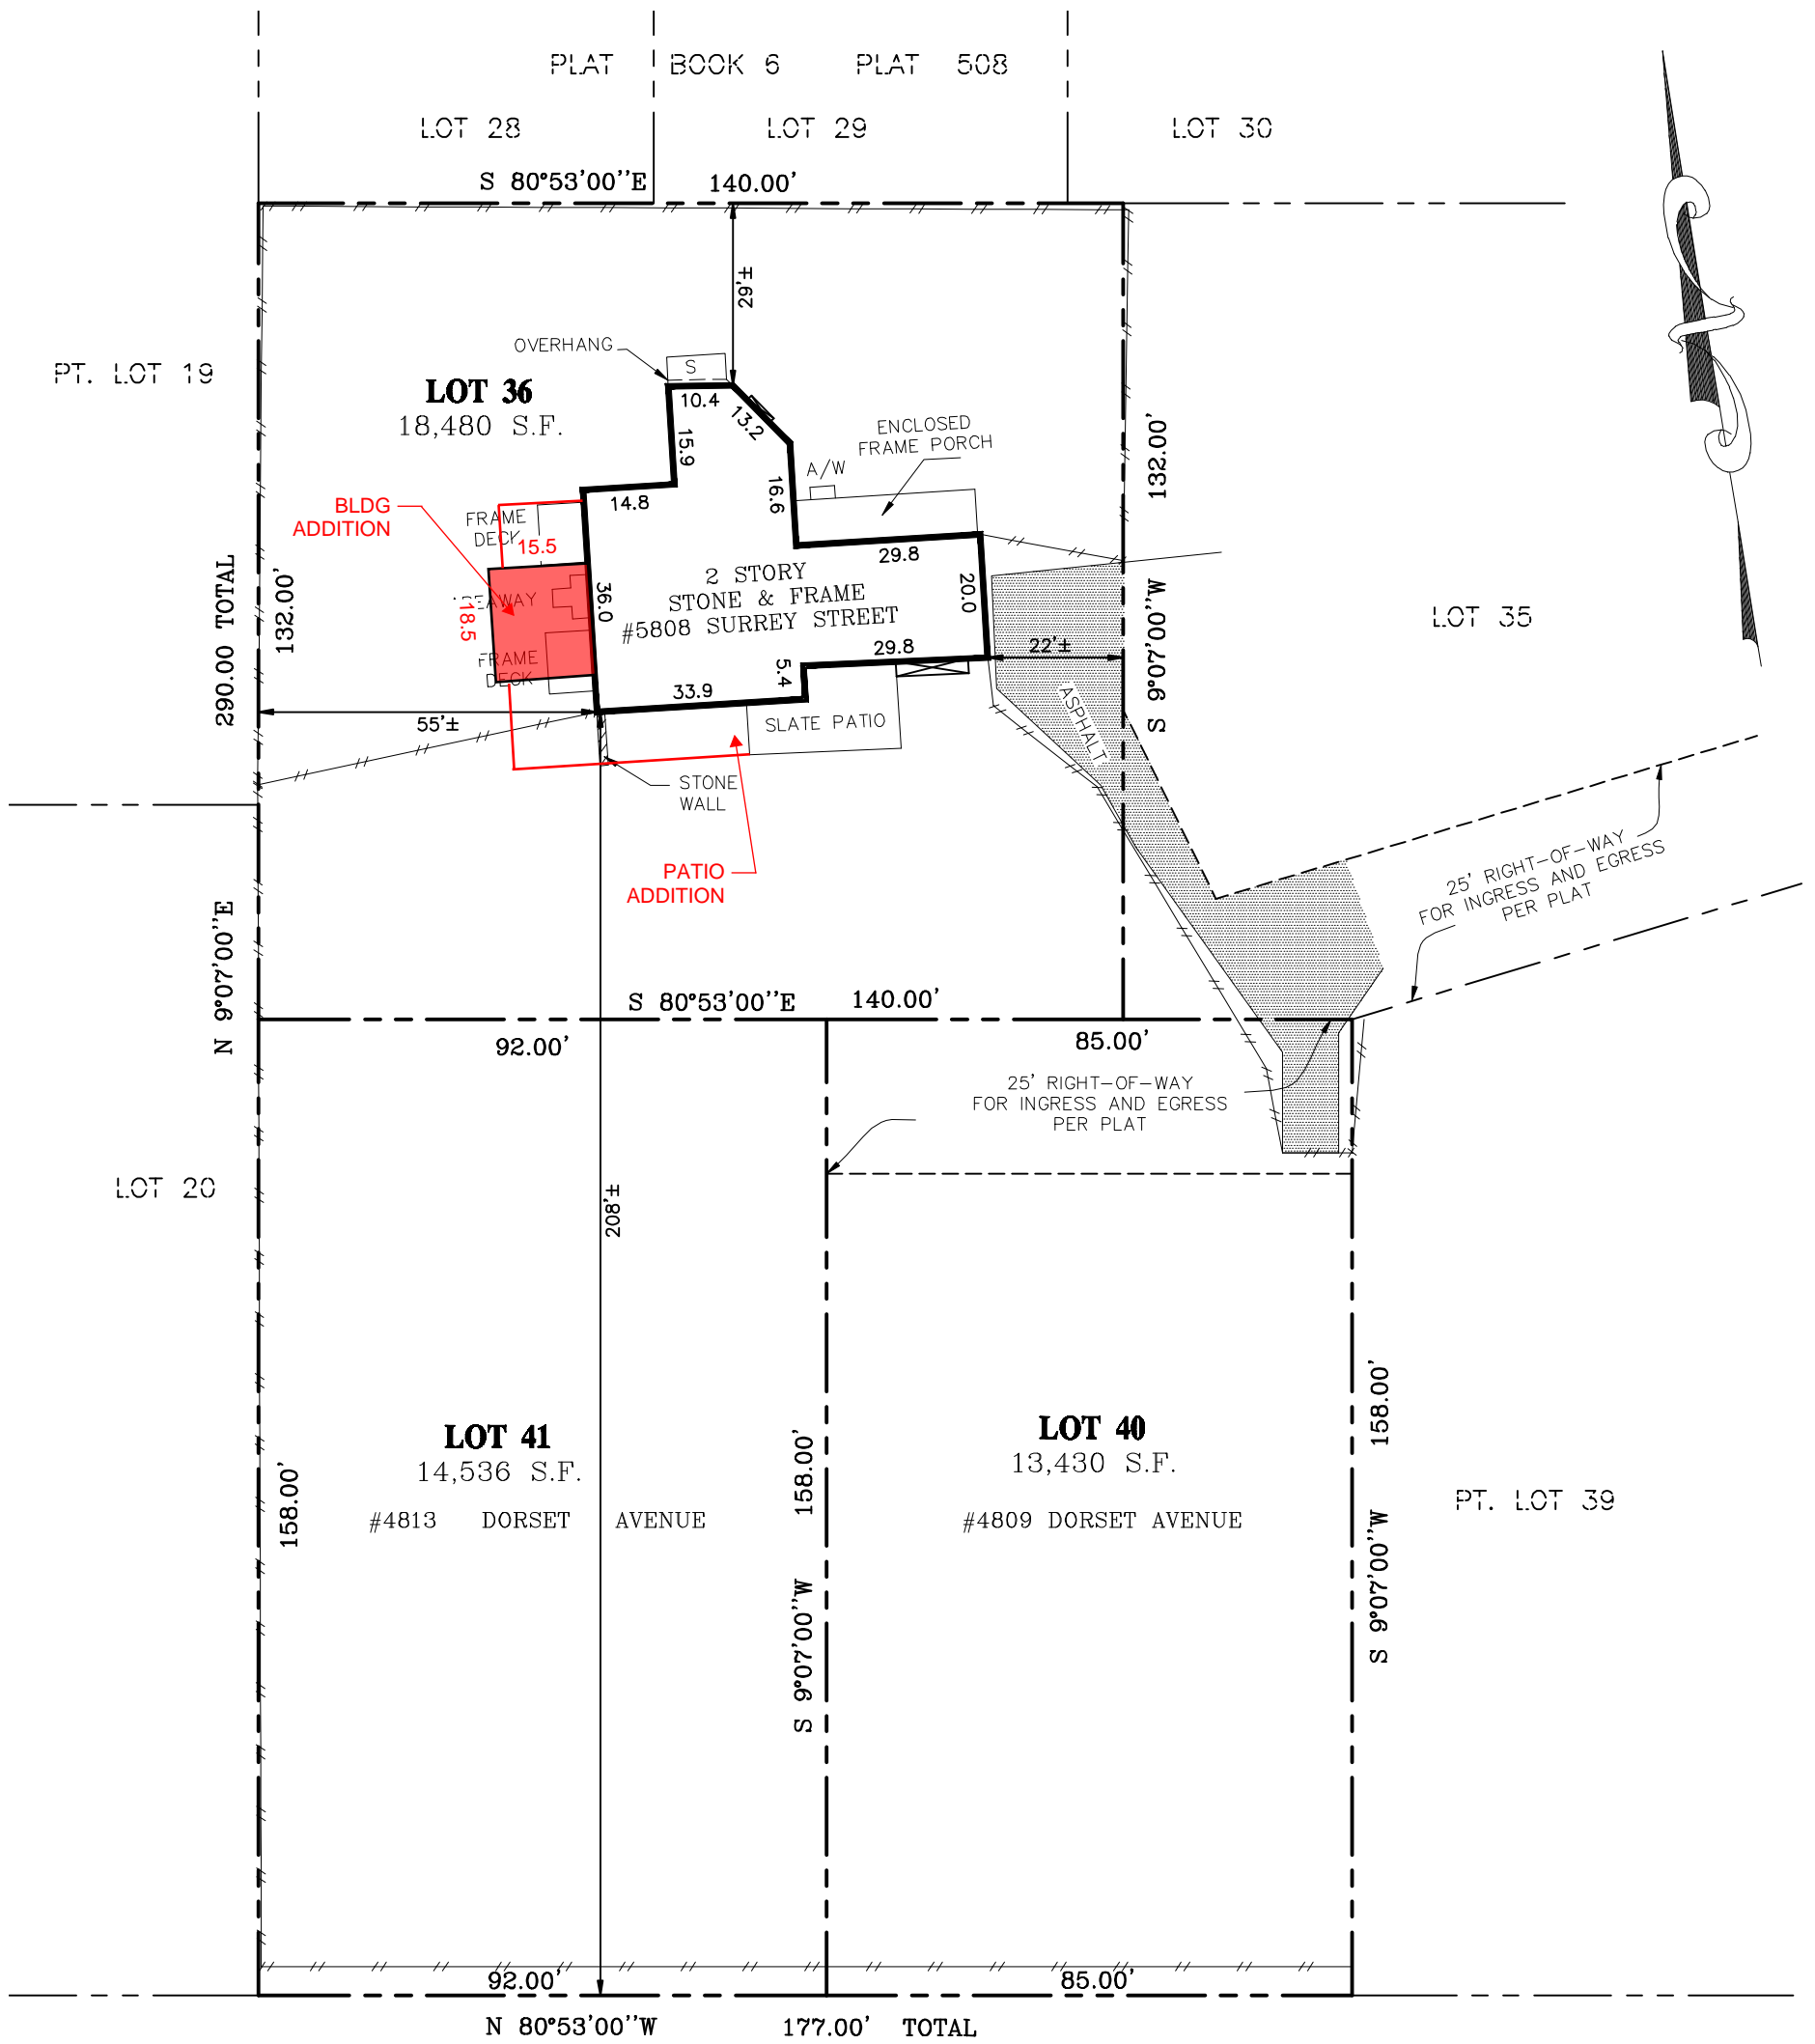 PLAT BOOK 6 PLAT 508
LOT 28
LOT 29
LOT 30
S 80°53'00''E 140.00'
29'±
OVERHANG
S
PT. LOT 19
LOT 36
18,480 S.F.
10.4
13.2
15.9
ENCLOSED
FRAME PORCH
A/W
16.6
132.00'
BLDG
ADDITION
14.8
FRAME
DECK
15.5
29.8
2 STORY
STONE & FRAME
#5808 SURREY STREET
36.0
20.0
18.5
290.00 TOTAL
132.00'
S 9°07'00''W
LOT 35
FRAME
DECK
29.8
5.4
22'±
33.9
55'±
SLATE PATIO
ASPHALT
STONE
WALL
PATIO
ADDITION
25' RIGHT-OF-WAY
FOR INGRESS AND EGRESS
PER PLAT
N 9°07'00''E
S 80°53'00''E 140.00'
92.00'
85.00'
25' RIGHT-OF-WAY
FOR INGRESS AND EGRESS
PER PLAT
LOT 20
208'±
LOT 41
14,536 S.F.
#4813 DORSET AVENUE
158.00'
158.00'
S 9°07'00''W
LOT 40
13,430 S.F.
#4809 DORSET AVENUE
158.00'
S 9°07'00''W
PT. LOT 39
92.00'
85.00'
N 80°53'00''W 177.00' TOTAL